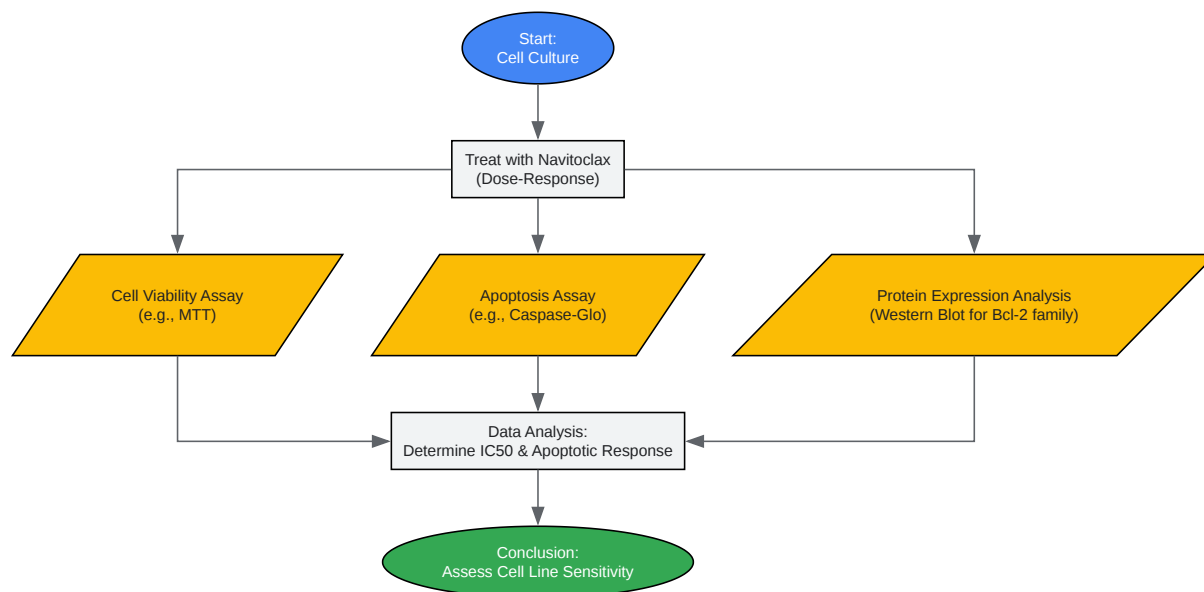 Start:
Cell Culture
Treat with Navitoclax
(Dose-Response)
Cell Viability Assay
(e.g., MTT)
Apoptosis Assay
(e.g., Caspase-Glo)
Protein Expression Analysis
(Western Blot for Bcl-2 family)
Data Analysis:
Determine IC50 & Apoptotic Response
Conclusion:
Assess Cell Line Sensitivity